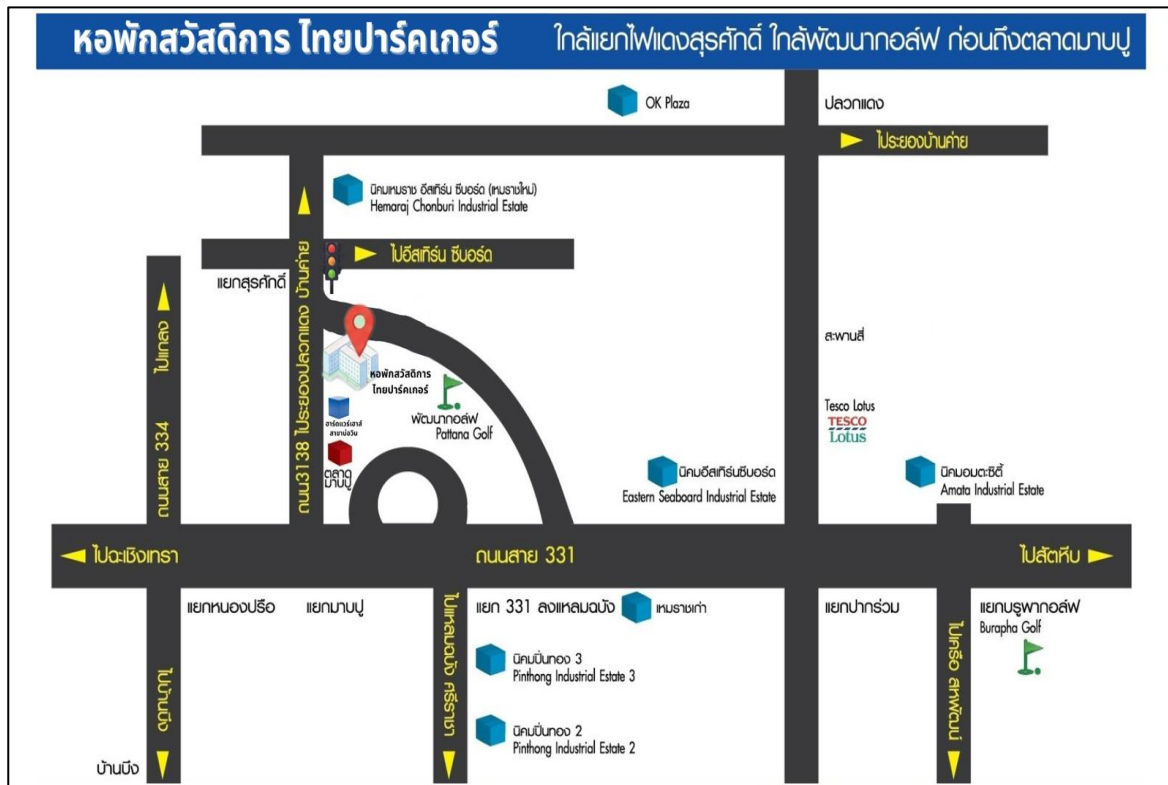 หอพักสวัสดิการ ไทยปาร์คเกอร์
ใกล้แยกไฟแดงสุรศักดิ์ ใกล้พัฒนากอล์ฟ ก่อนถึงตลาดมาบปู
OK Plaza
ปลวกแดง
ไประยองบ้านค่าย
นิคมเหมราช อีสเทิร์น ซีบอร์ด (เหมราชใหม่)
Hemaraj Chonburi Industrial Estate
ไปอีสเทิร์น ซีบอร์ด
แยกสุรศักดิ์
ถนน3138 ไประยองปลวกแดง บ้านค่าย
ถนนสาย 334 ไปแกลง
สะพานสี่
หอพักสวัสดิการ
ไทยปาร์คเกอร์
ฮาร์ดแวร์เฮาส์
สาขาบ่อวิน
พัฒนากอล์ฟ
Pattana Golf
Tesco Lotus
TESCO
Lotus
ตลาด
มาบปู
นิคมอีสเทิร์นซีบอร์ด
Eastern Seaboard Industrial Estate
นิคมอมตะซิตี้
Amata Industrial Estate
ไปฉะเชิงเทรา
ถนนสาย 331
ไปสัตหีบ
แยกหนองปรือ
แยกมาบปู
แยก 331 ลงแหลมฉบัง
เหมราชเก่า
แยกปากร่วม
แยกบูรพากอล์ฟ
Burapha Golf
นิคมปิ่นทอง 3
Pinthong Industrial Estate 3
นิคมปิ่นทอง 2
Pinthong Industrial Estate 2
ไปแหลมฉบัง ศรีราชา
ไปเครือ สหพัฒน์
บ้านบึง